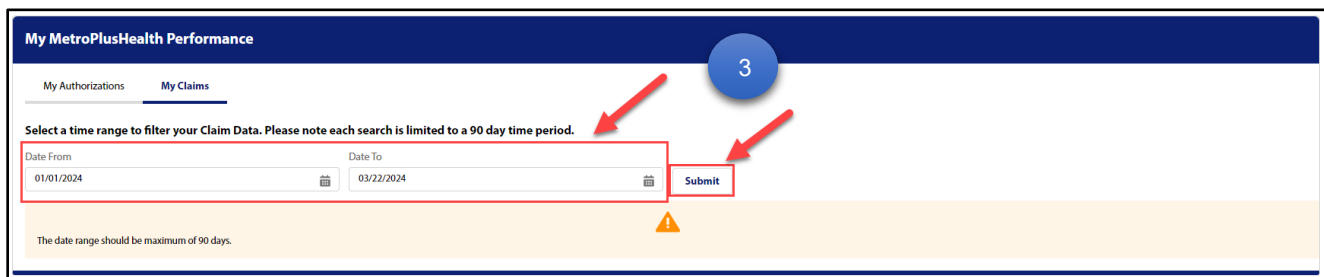 My MetroPlusHealth Performance
3
My Authorizations My Claims
Select a time range to filter your Claim Data. Please note each search is limited to a 90 day time period.
Date From Date To
01/01/2024 03/22/2024 Submit
The date range should be maximum of 90 days.